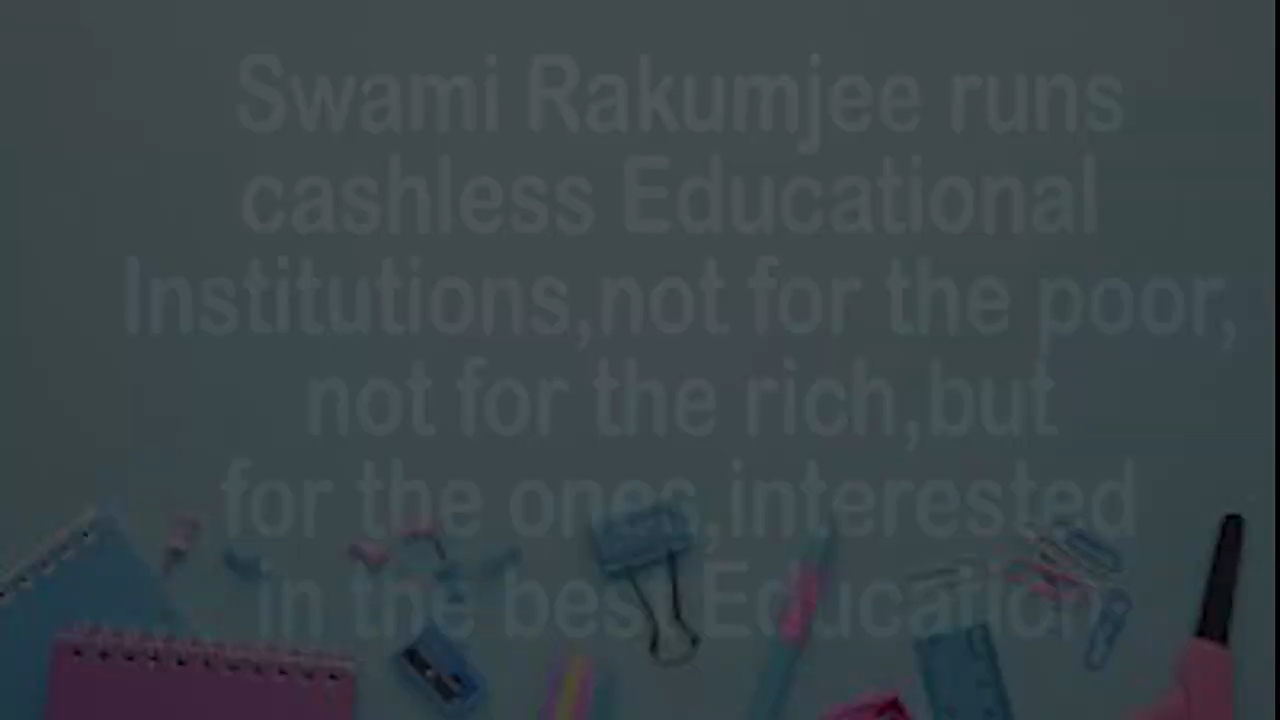 Swami Rakumjee runs
cashless Educational
Institutions,not for the poor,
not for the rich,but
for the ones,interested
in the best Education